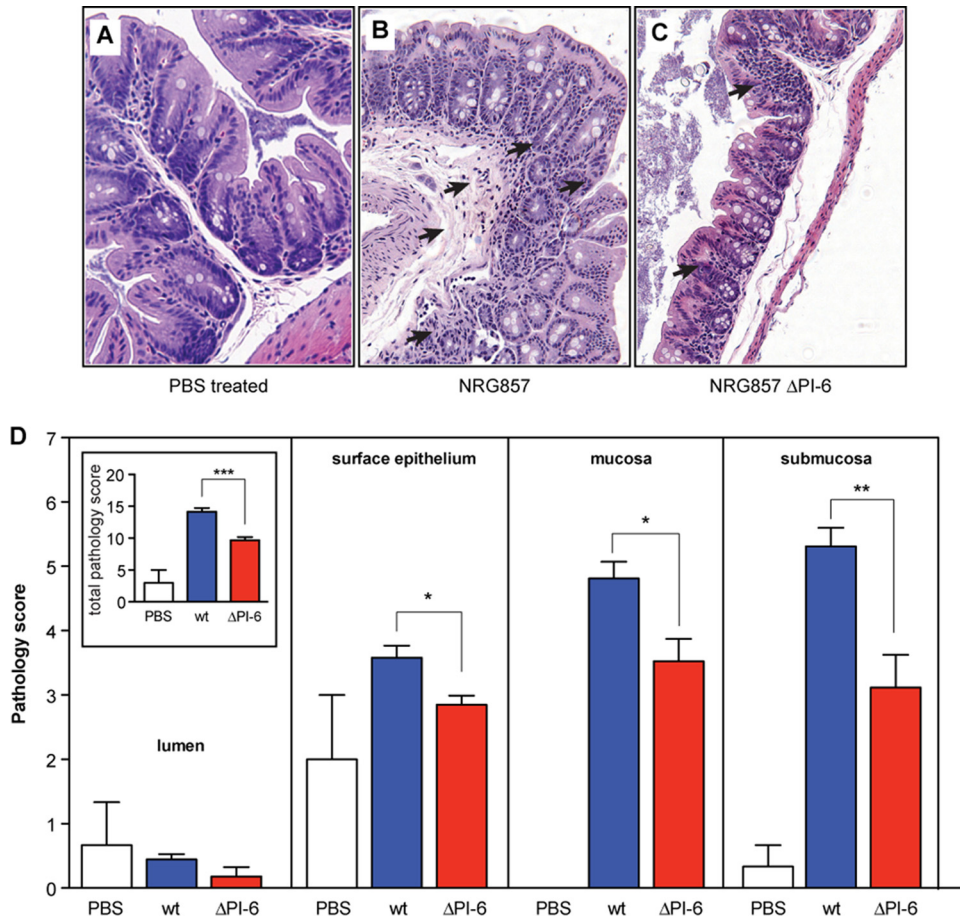 A
B
C
PBS treated
NRG857
NRG857 ΔPI-6
D
Pathology score
7
6
5
4
3
2
1
0
total pathology score
20
15
10
5
0
***
PBS wt ΔPI-6
lumen
PBS wt ΔPI-6
surface epithelium
*
PBS wt ΔPI-6
mucosa
*
PBS wt ΔPI-6
submucosa
**
PBS wt ΔPI-6